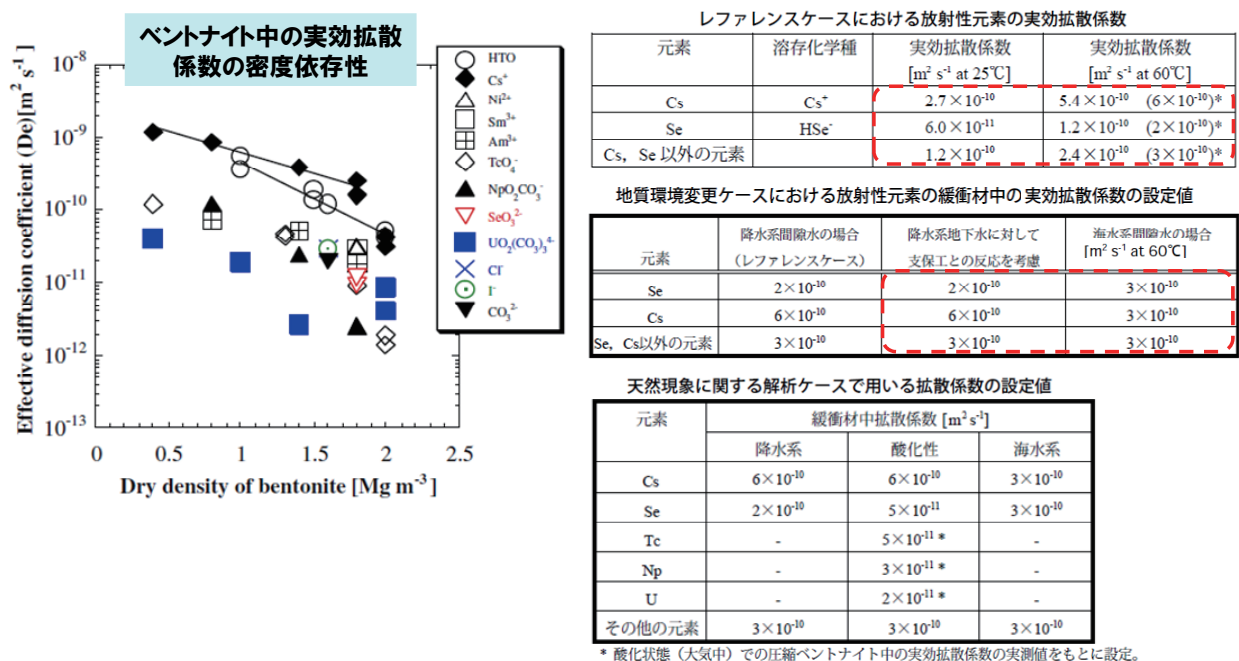 ベントナイト中の実効拡散
係数の密度依存性
Effective diffusion coefficient (De)[m² s⁻¹]
10⁻⁸
10⁻⁹
10⁻¹⁰
10⁻¹¹
10⁻¹²
10⁻¹³
0 0.5 1 1.5 2 2.5
Dry density of bentonite [Mg m⁻³]
HTO
Cs⁺
Ni²⁺
Sm³⁺
Am³⁺
TcO₄⁻
NpO₂CO₃⁻
SeO₃²⁻
UO₂(CO₃)₃⁴⁻
Cl⁻
I⁻
CO₃²⁻
レファレンスケースにおける放射性元素の実効拡散係数
元素 溶存化学種 実効拡散係数 実効拡散係数
[m² s⁻¹ at 25℃] [m² s⁻¹ at 60℃]
Cs Cs⁺ 2.7×10⁻¹⁰ 5.4×10⁻¹⁰ (6×10⁻¹⁰)*
Se HSe⁻ 6.0×10⁻¹¹ 1.2×10⁻¹⁰ (2×10⁻¹⁰)*
Cs，Se 以外の元素 1.2×10⁻¹⁰ 2.4×10⁻¹⁰ (3×10⁻¹⁰)*
地質環境変更ケースにおける放射性元素の緩衝材中の実効拡散係数の設定値
元素 降水系間隙水の場合 降水系地下水に対して 海水系間隙水の場合
（レファレンスケース） 支保工との反応を考慮 [m² s⁻¹ at 60℃]
Se 2×10⁻¹⁰ 2×10⁻¹⁰ 3×10⁻¹⁰
Cs 6×10⁻¹⁰ 6×10⁻¹⁰ 3×10⁻¹⁰
Se，Cs以外の元素 3×10⁻¹⁰ 3×10⁻¹⁰ 3×10⁻¹⁰
天然現象に関する解析ケースで用いる拡散係数の設定値
元素 緩衝材中拡散係数 [m² s⁻¹]
降水系 酸化性 海水系
Cs 6×10⁻¹⁰ 6×10⁻¹⁰ 3×10⁻¹⁰
Se 2×10⁻¹⁰ 5×10⁻¹¹ 3×10⁻¹⁰
Tc - 5×10⁻¹¹ * -
Np - 3×10⁻¹¹ * -
U - 2×10⁻¹¹ * -
その他の元素 3×10⁻¹⁰ 3×10⁻¹⁰ 3×10⁻¹⁰
* 酸化状態（大気中）での圧縮ベントナイト中の実効拡散係数の実測値をもとに設定。